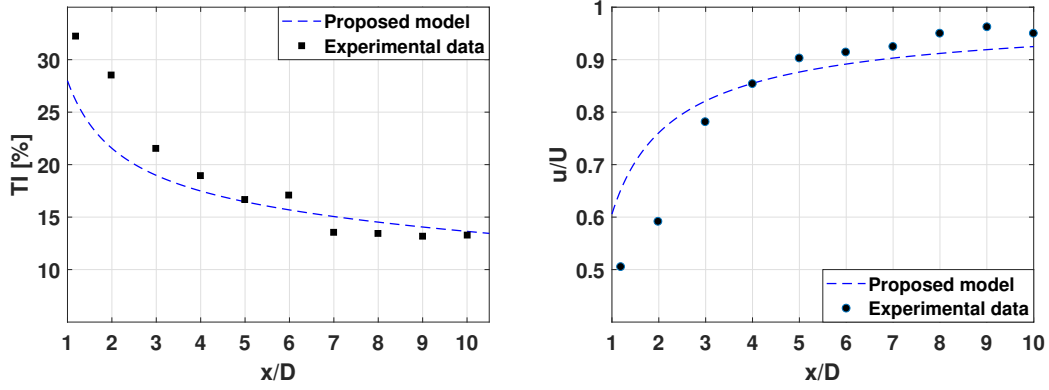 Proposed model
Experimental data
30
25
20
15
10
TI [%]
1 2 3 4 5 6 7 8 9 10
x/D
1
0.9
0.8
0.7
0.6
0.5
u/U
Proposed model
Experimental data
1 2 3 4 5 6 7 8 9 10
x/D